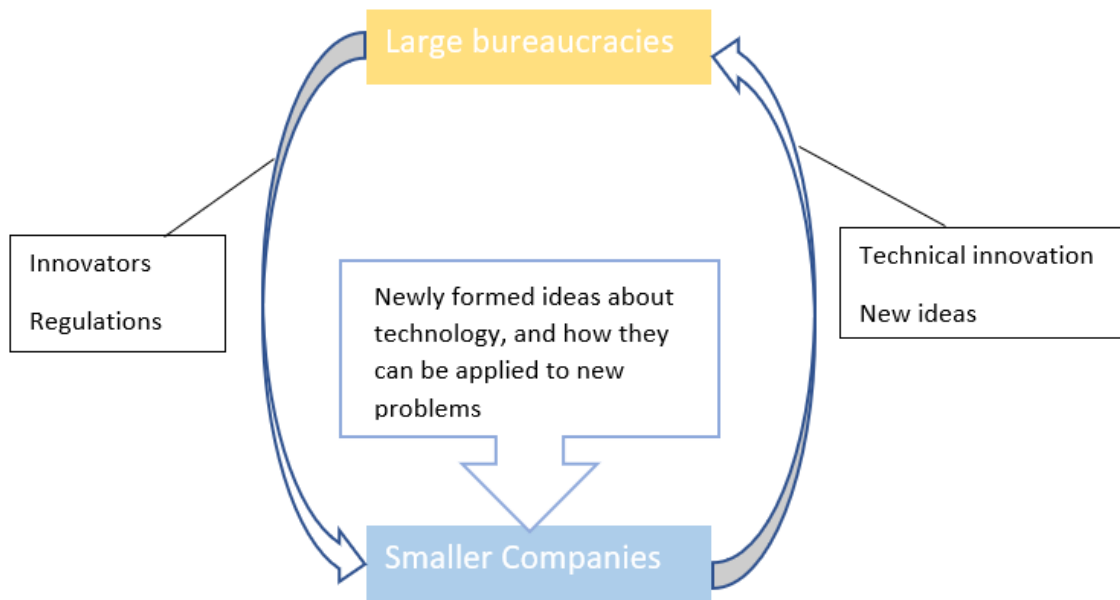 Large bureaucracies
Innovators
Regulations
Newly formed ideas about
technology, and how they
can be applied to new
problems
Technical innovation
New ideas
Smaller Companies